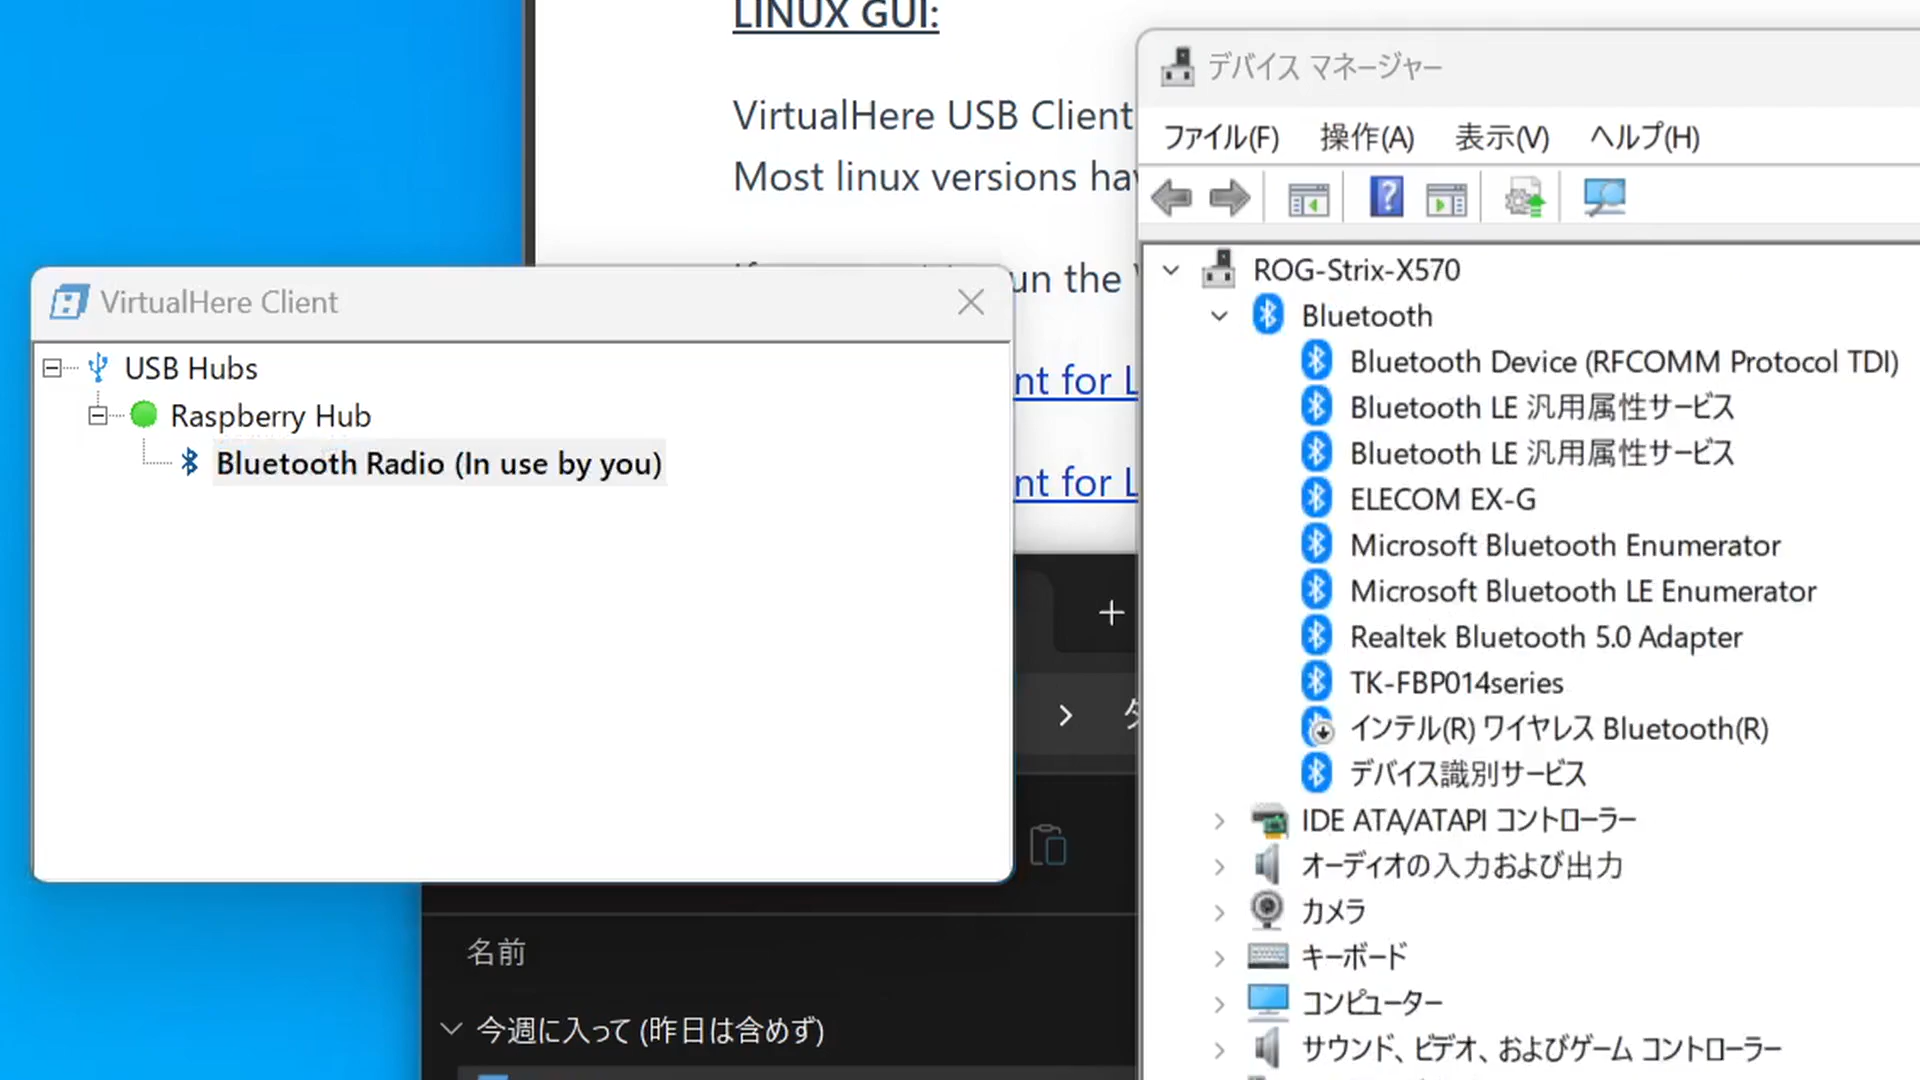 LINUX GUI:
VirtualHere USB Client
Most linux versions hav
un the
nt for L
nt for L
VirtualHere Client
USB Hubs
Raspberry Hub
Bluetooth Radio (In use by you)
名前
今週に入って (昨日は含めず)
デバイス マネージャー
ファイル(F) 操作(A) 表示(V) ヘルプ(H)
ROG-Strix-X570
Bluetooth
Bluetooth Device (RFCOMM Protocol TDI)
Bluetooth LE 汎用属性サービス
Bluetooth LE 汎用属性サービス
ELECOM EX-G
Microsoft Bluetooth Enumerator
Microsoft Bluetooth LE Enumerator
Realtek Bluetooth 5.0 Adapter
TK-FBP014series
インテル(R) ワイヤレス Bluetooth(R)
デバイス識別サービス
IDE ATA/ATAPI コントローラー
オーディオの入力および出力
カメラ
キーボード
コンピューター
サウンド、ビデオ、およびゲーム コントローラー